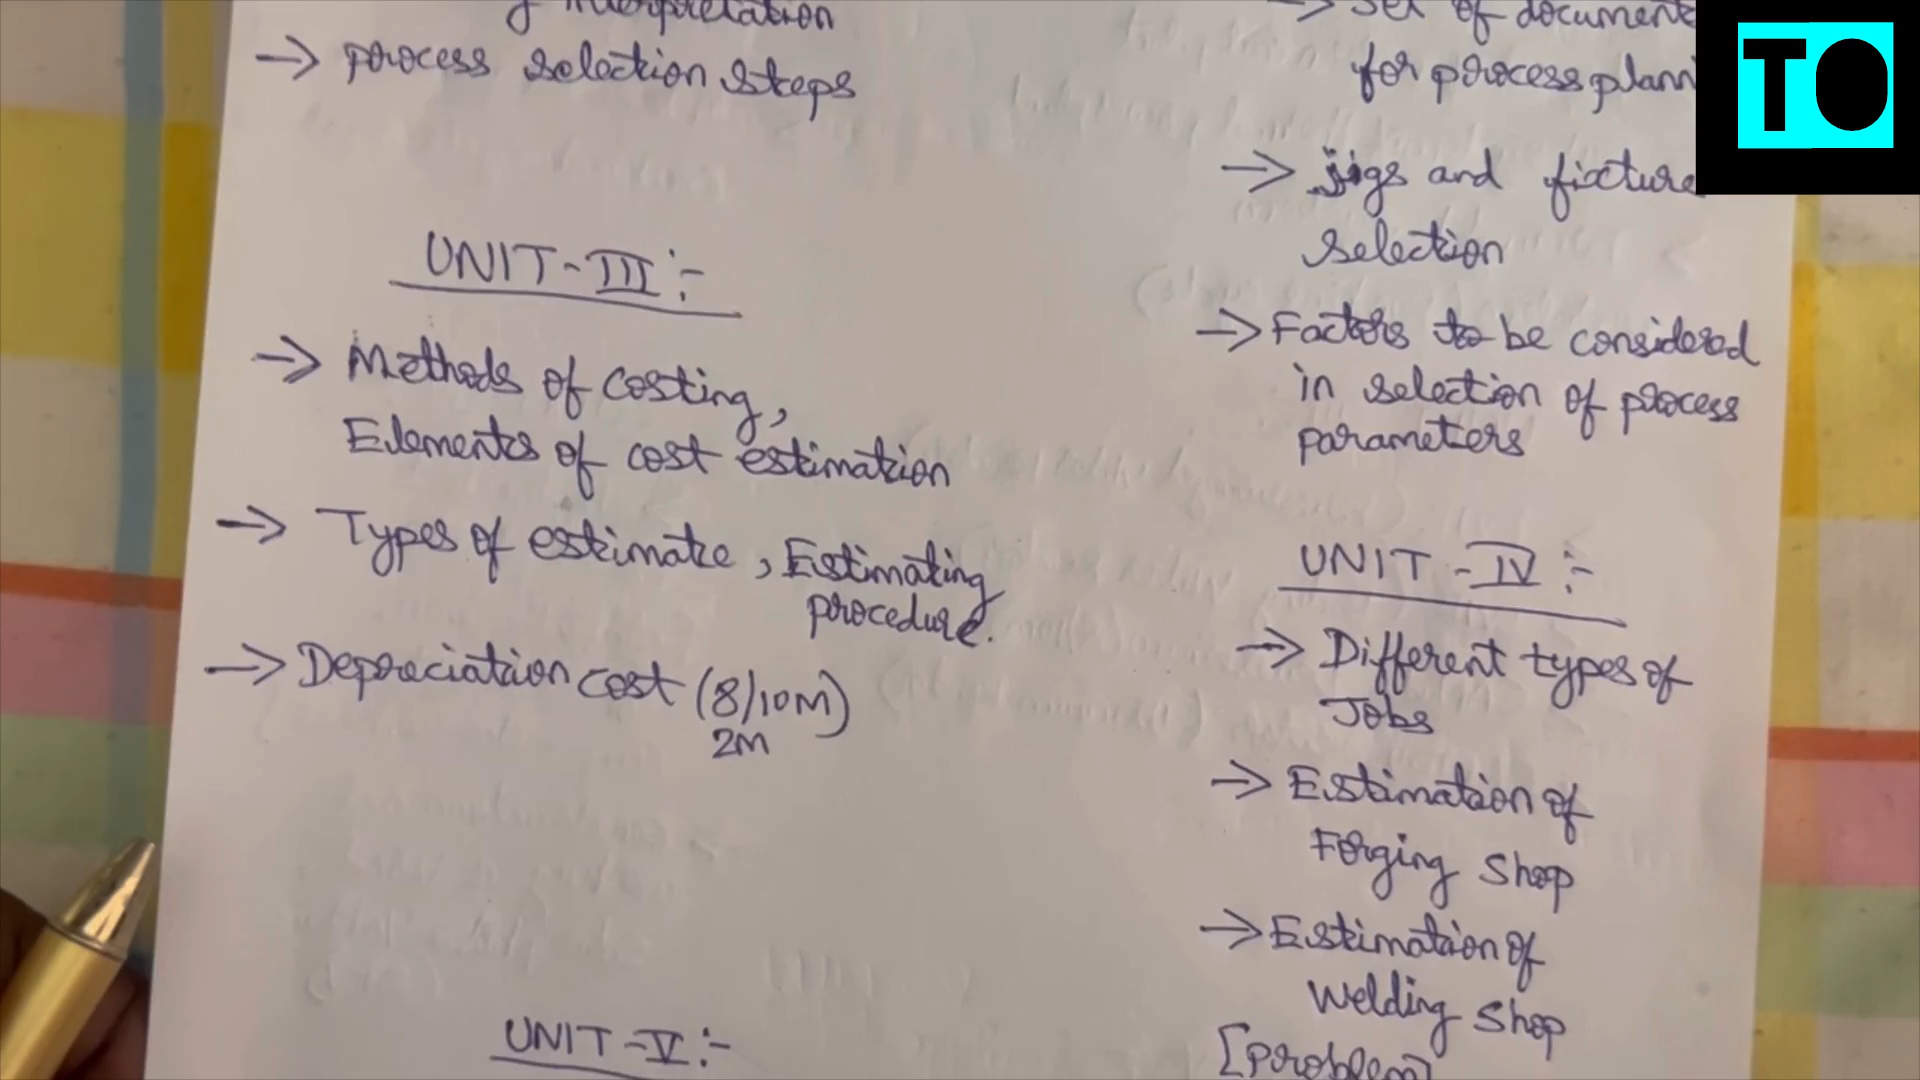 interpretation
→ process selection steps
UNIT-III:-
→ Methods of costing,
Elements of cost estimation
→ Types of estimate, Estimating
procedure.
→ Depreciation cost (8/10M)
2M
UNIT-V:-
→ Set of document
for process plann
→ jigs and fixture
selection
→ Factors to be considered
in selection of process
parameters
UNIT-IV:-
→ Different types of
Jobs
→ Estimation of
Forging Shop
→ Estimation of
Welding Shop
[problem]
TO